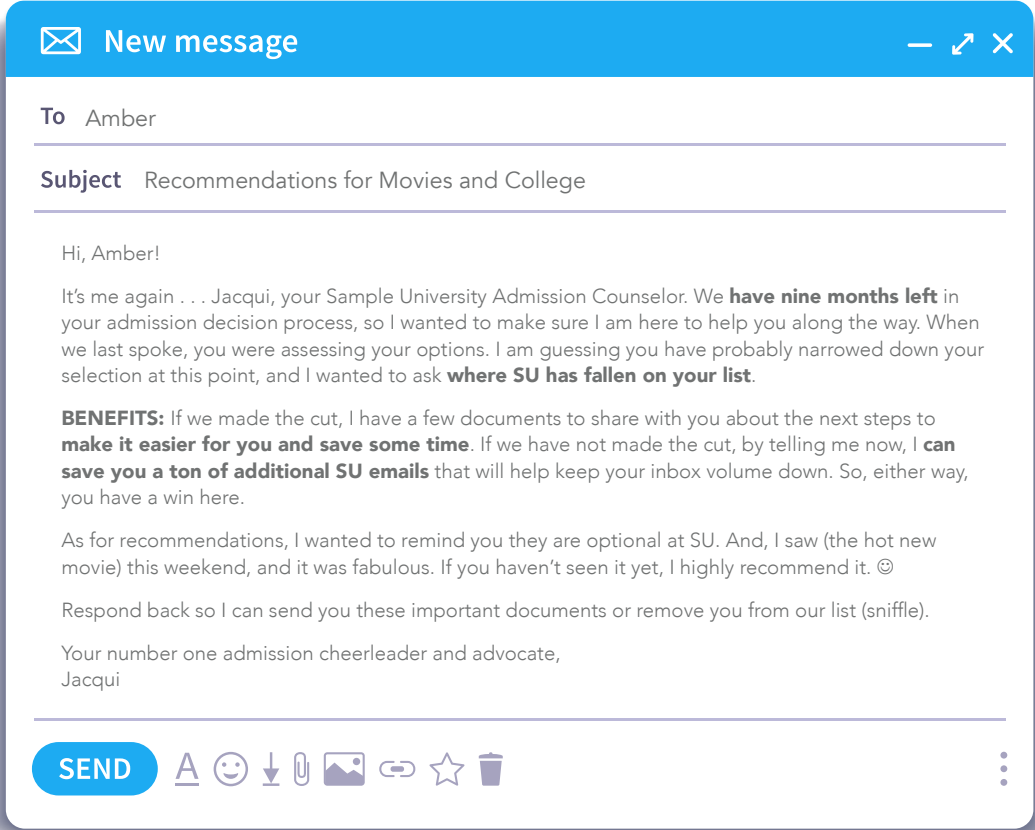 New message
To Amber
Subject Recommendations for Movies and College
Hi, Amber!
It’s me again . . . Jacqui, your Sample University Admission Counselor. We have nine months left in
your admission decision process, so I wanted to make sure I am here to help you along the way. When
we last spoke, you were assessing your options. I am guessing you have probably narrowed down your
selection at this point, and I wanted to ask where SU has fallen on your list.
BENEFITS: If we made the cut, I have a few documents to share with you about the next steps to
make it easier for you and save some time. If we have not made the cut, by telling me now, I can
save you a ton of additional SU emails that will help keep your inbox volume down. So, either way,
you have a win here.
As for recommendations, I wanted to remind you they are optional at SU. And, I saw (the hot new
movie) this weekend, and it was fabulous. If you haven’t seen it yet, I highly recommend it. ☺
Respond back so I can send you these important documents or remove you from our list (sniffle).
Your number one admission cheerleader and advocate,
Jacqui
SEND A